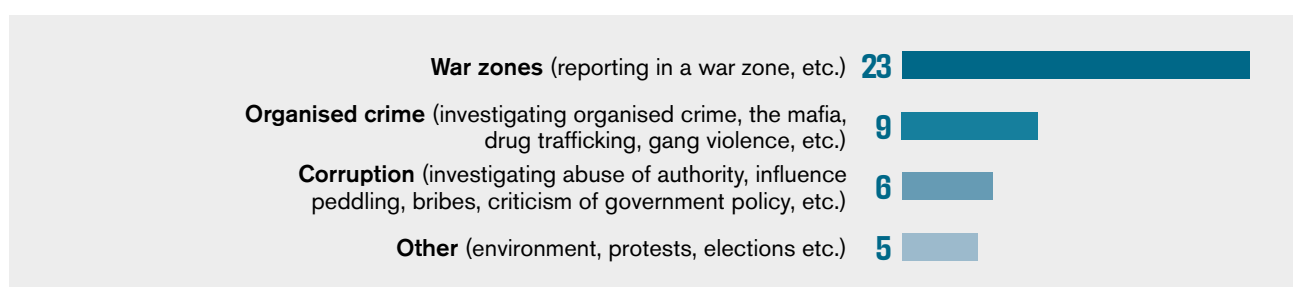 War zones (reporting in a war zone, etc.) 23
Organised crime (investigating organised crime, the mafia,
drug trafficking, gang violence, etc.) 9
Corruption (investigating abuse of authority, influence
peddling, bribes, criticism of government policy, etc.) 6
Other (environment, protests, elections etc.) 5